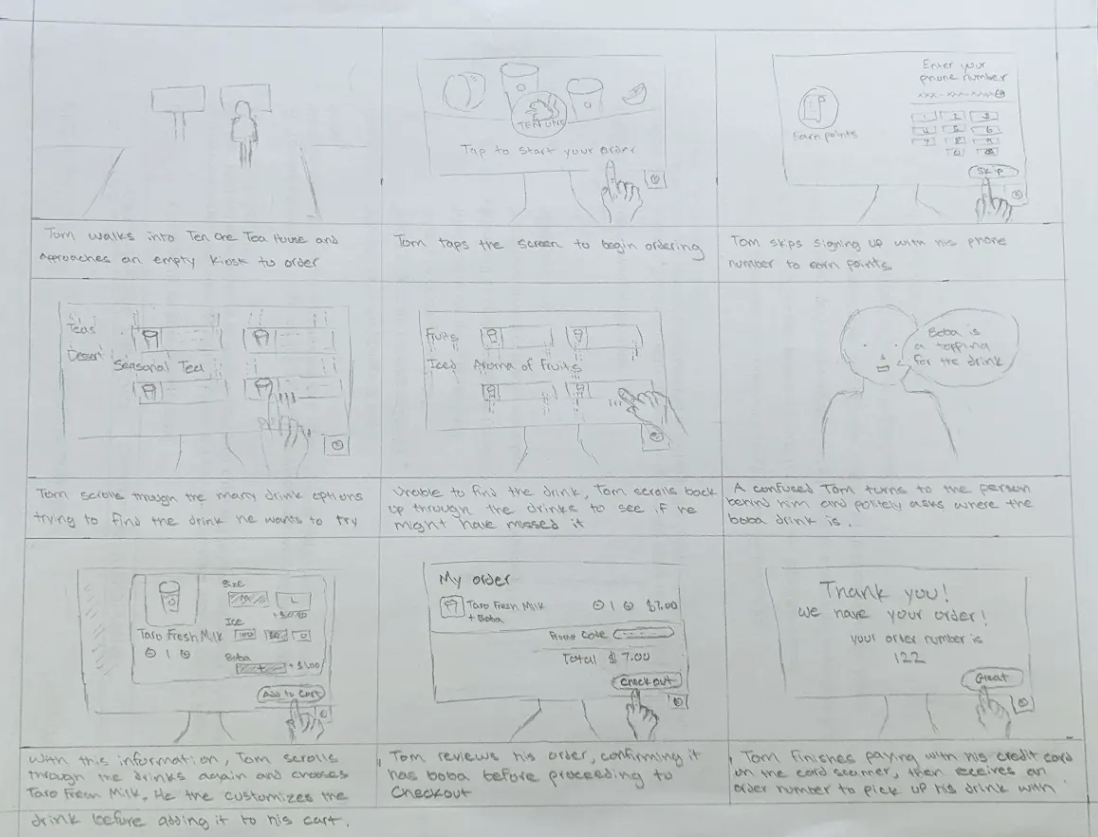 Tom walks into Ten One Tea House and
approaches an empty kiosk to order
TEN ONE
Tap to start your order
Tom taps the screen to begin ordering
Enter your
phone number
xxx-xxx-xxxx
Earn points
1 2 3
4 5 6
7 8 9
0
Skip
Tom skips signing up with his phone
number to earn points.
Teas
Desert
Seasonal Tea
Tom scrolls through the many drink options
trying to find the drink he wants to try
Fruits
Iced Aroma of Fruits
Unable to find the drink, Tom scrolls back
up through the drinks to see if he
might have missed it
Boba is
a topping
for the drink
A confused Tom turns to the person
behind him and politely asks where the
boba drink is.
Size
L
Ice
Taro Fresh Milk
1
Boba
+ $1.00
Add to cart
With this information, Tom scrolls
through the drinks again and chooses
Taro Fresh Milk. He the customizes the
drink before adding it to his cart.
My order
Taro Fresh Milk 1 $7.00
+ Boba
Promo Code
Total $7.00
Checkout
Tom reviews his order, confirming it
has boba before proceeding to
checkout
Thank you!
we have your order!
your order number is
122
Great
Tom finishes paying with his credit card
on the card scanner, then eceives an
order number to pick up his drink with